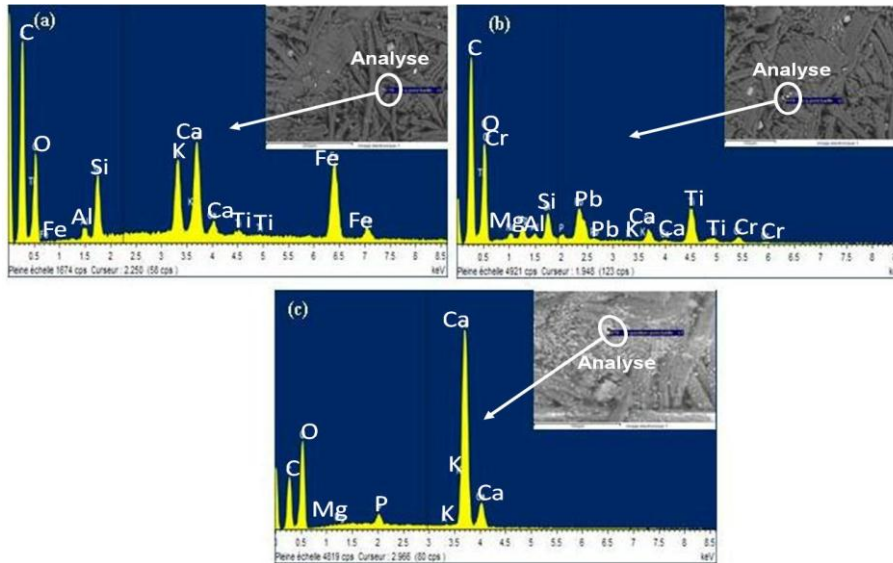 (a)
Analyse
C
O
Ti
Fe
Al
Si
K
K
Ca
Ca
Ti
Ti
Fe
Fe
0.5 1 1.5 2 2.5 3 3.5 4 4.5 5 5.5 6 6.5 7 7.5 8 8.5
Pleine échelle 1674 cps Curseur : 2.250 (58 cps)
keV
(b)
Analyse
C
O
Cr
Ti
Mg
Al
Si
P
Pb
Pb
K
K
Ca
Ca
Ti
Ti
Cr
Cr
0.5 1 1.5 2 2.5 3 3.5 4 4.5 5 5.5 6 6.5 7 7.5 8 8.5
Pleine échelle 4921 cps Curseur : 1.948 (123 cps)
(c)
Analyse
C
O
Mg
P
K
K
Ca
Ca
0.5 1 1.5 2 2.5 3 3.5 4 4.5 5 5.5 6 6.5 7 7.5 8 8.5
Pleine échelle 4819 cps Curseur : 2.966 (80 cps)
keV